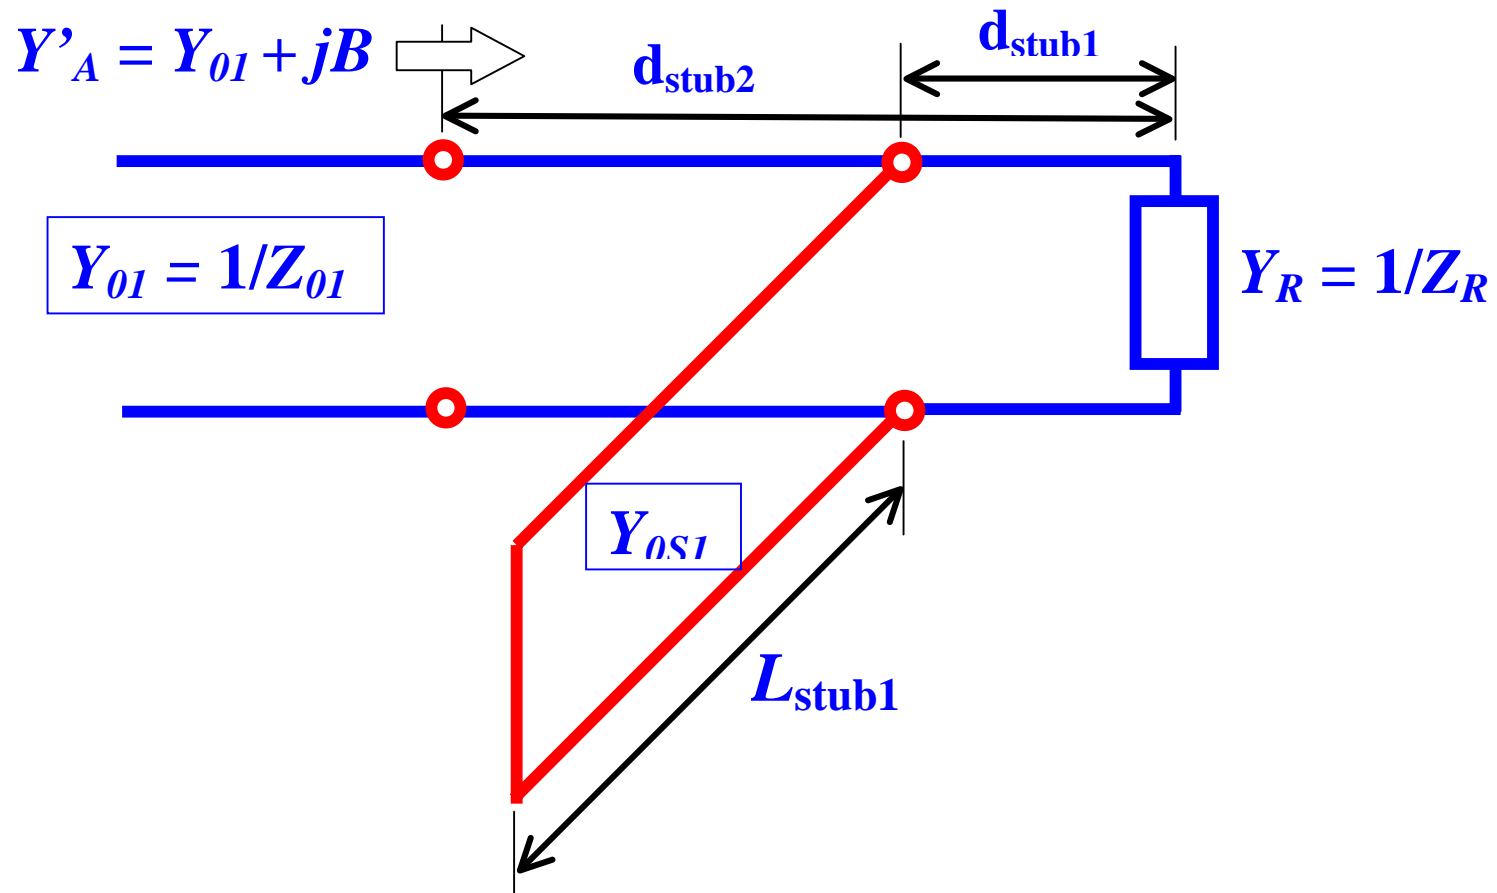 Y’A = Y01 + jB
dstub2
dstub1
Y01 = 1/Z01
YR = 1/ZR
Y0S1
Lstub1